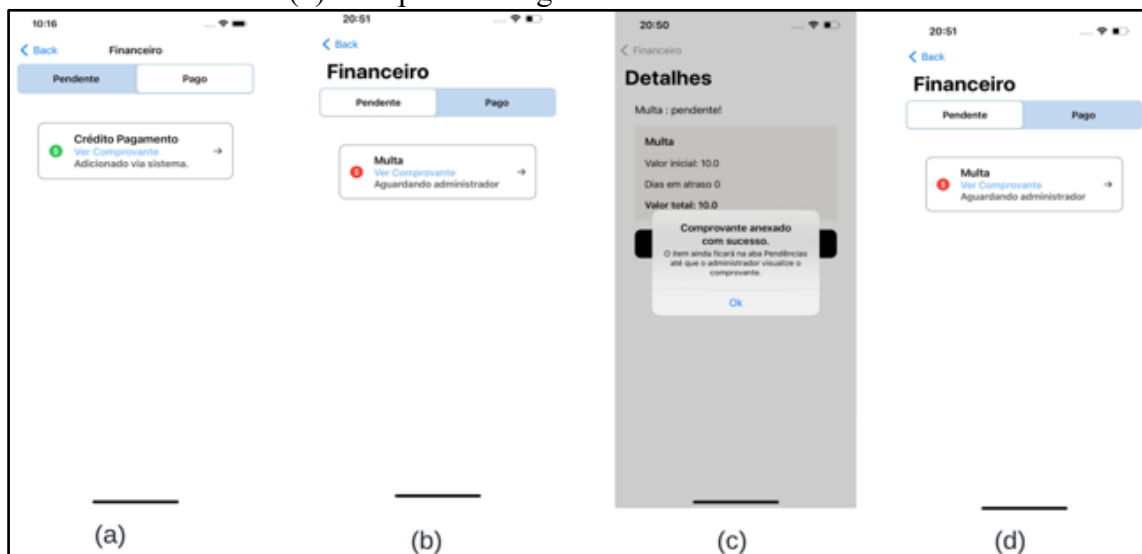 10:16
Back Financeiro
Pendente Pago
Crédito Pagamento
Ver Comprovante
Adicionado via sistema.
(a)
20:51
Back
Financeiro
Pendente Pago
Multa
Ver Comprovante
Aguardando administrador
(b)
20:50
Financeiro
Detalhes
Multa : pendente!
Multa
Valor inicial: 10.0
Dias em atraso 0
Valor total: 10.0
Comprovante anexado
com sucesso.
O item ainda ficará na aba Pendências
até que o administrador visualize o
comprovante.
Ok
(c)
20:51
Back
Financeiro
Pendente Pago
Multa
Ver Comprovante
Aguardando administrador
(d)